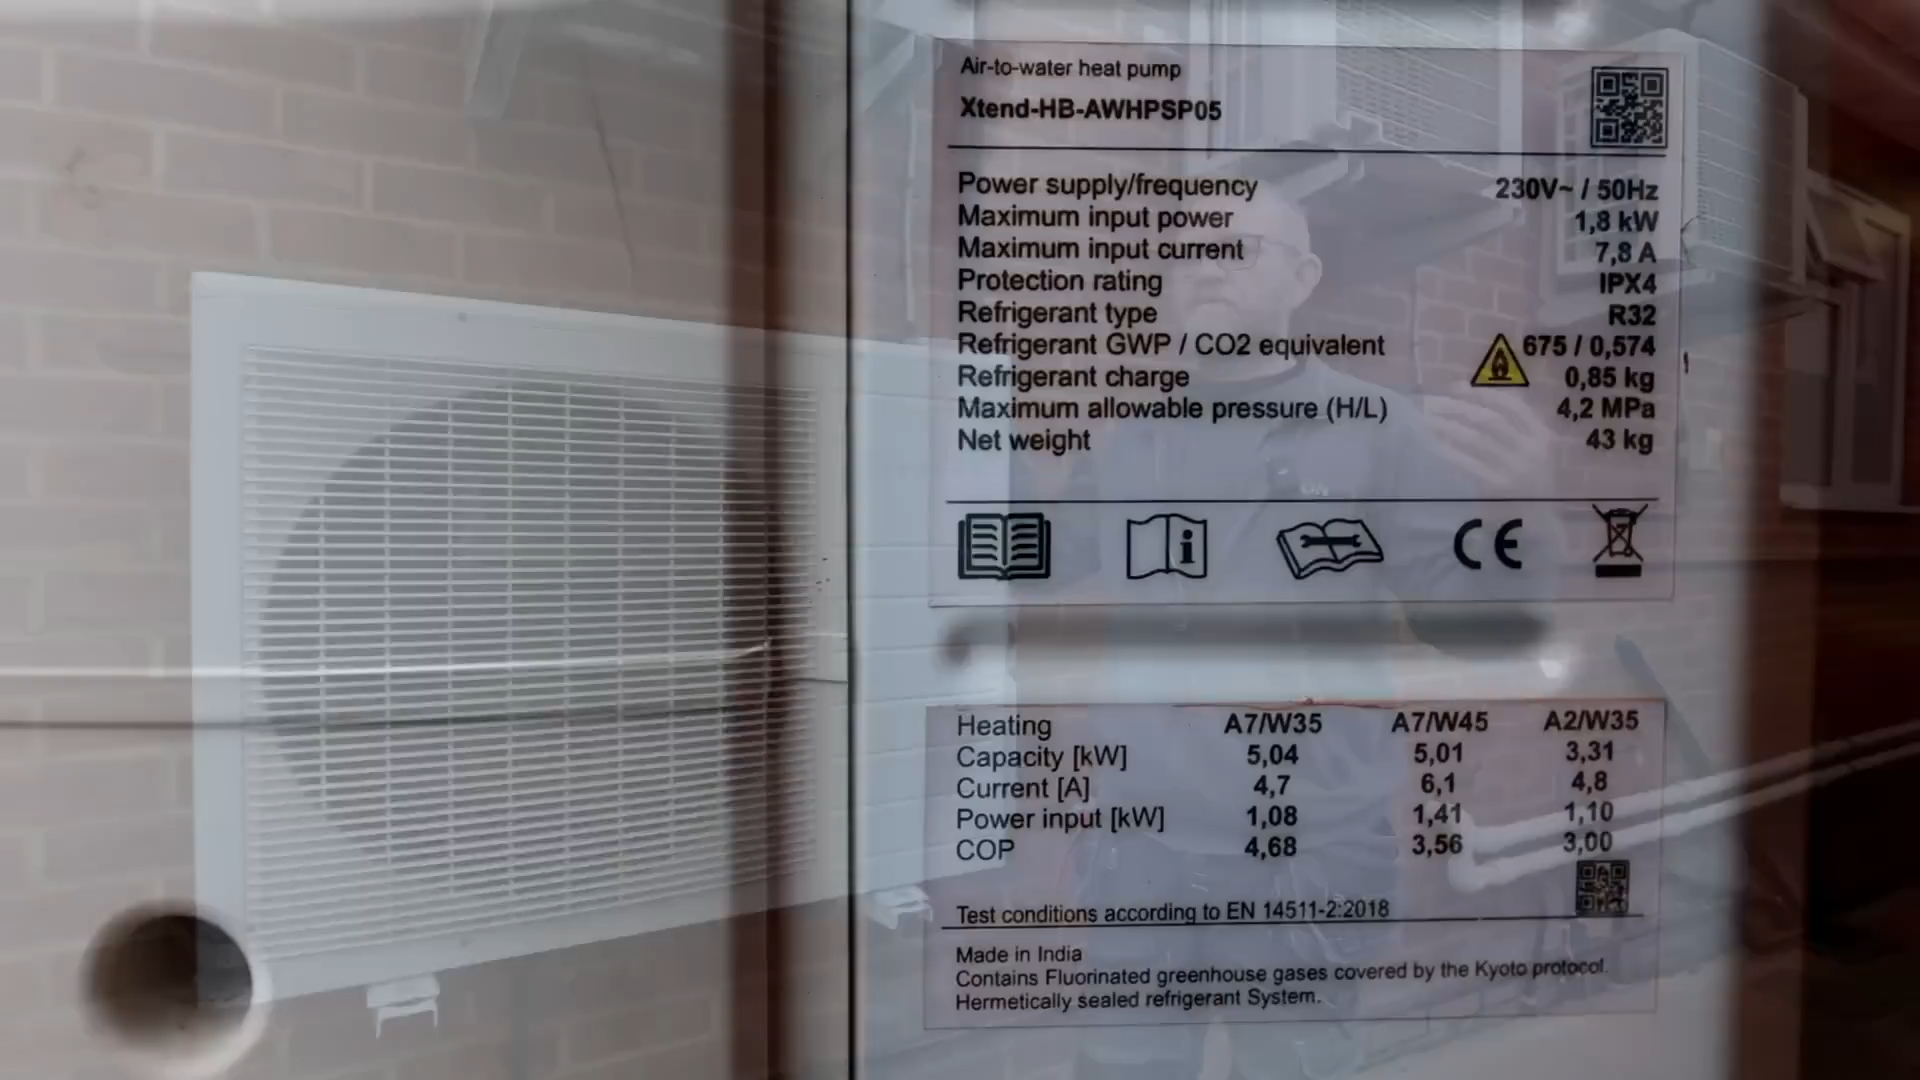 Air-to-water heat pump
Xtend-HB-AWHPSP05
Power supply/frequency 230V~ / 50Hz
Maximum input power 1,8 kW
Maximum input current 7,8 A
Protection rating IPX4
Refrigerant type R32
Refrigerant GWP / CO2 equivalent 675 / 0,574
Refrigerant charge 0,85 kg
Maximum allowable pressure (H/L) 4,2 MPa
Net weight 43 kg
i
CE
Heating A7/W35 A7/W45 A2/W35
Capacity [kW] 5,04 5,01 3,31
Current [A] 4,7 6,1 4,8
Power input [kW] 1,08 1,41 1,10
COP 4,68 3,56 3,00
Test conditions according to EN 14511-2:2018
Made in India
Contains Fluorinated greenhouse gases covered by the Kyoto protocol.
Hermetically sealed refrigerant System.